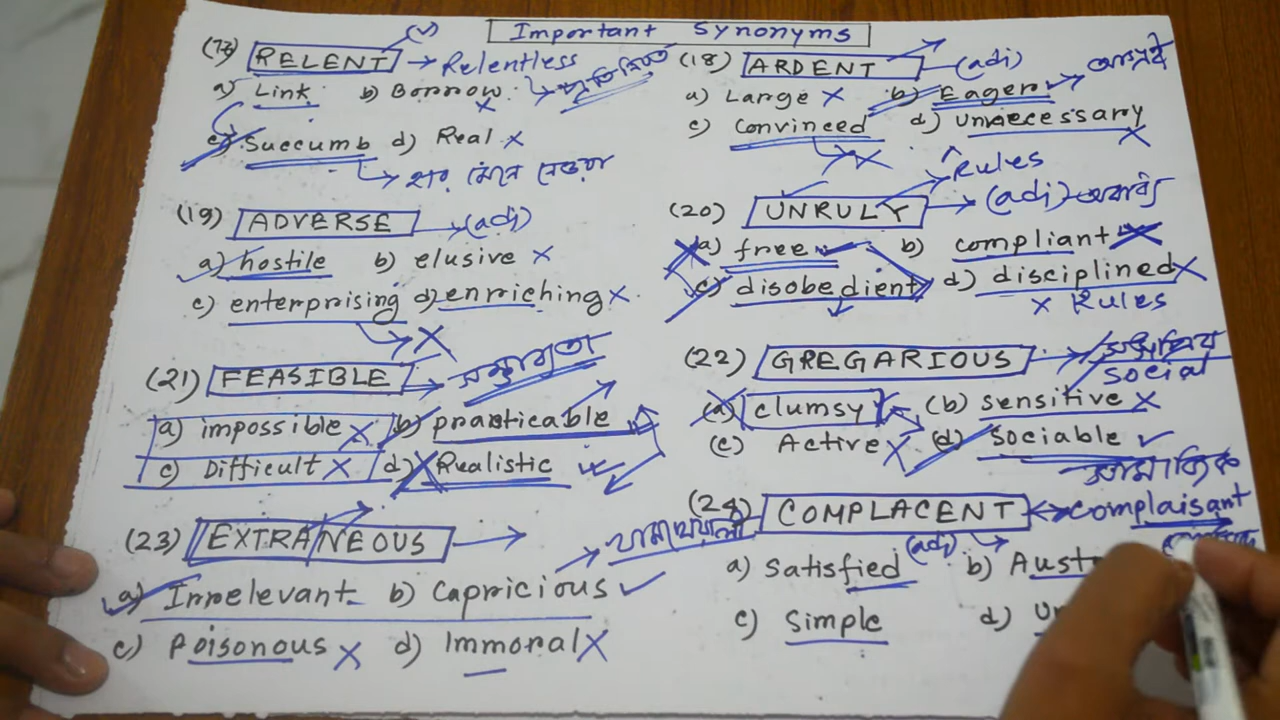 Important Synonyms
(17) RELENT → Relentless
a) Link b) Borrow
c) Succumb d) Real
হার মেনে নেওয়া
(18) ARDENT (adj)
a) Large b) Eager
c) Convinced d) Unnecessary
(19) ADVERSE (adj)
a) hostile b) elusive
c) enterprising d) enriching
Rules
(20) UNRULY → (adj) - অবাধ্য
a) free b) compliant
c) disobedient d) disciplined
Rules
(21) FEASIBLE
a) impossible b) practicable
c) Difficult d) Realistic
(22) GREGARIOUS
social
(a) clumsy (b) sensitive
(c) Active (d) Sociable
সামাজিক
(23) EXTRANEOUS
খামখেয়ালী
a) Irrelevant b) Capricious
c) Poisonous d) Immoral
(24) COMPLACENT complaisant
(adj)
a) Satisfied b)
c) Simple d)